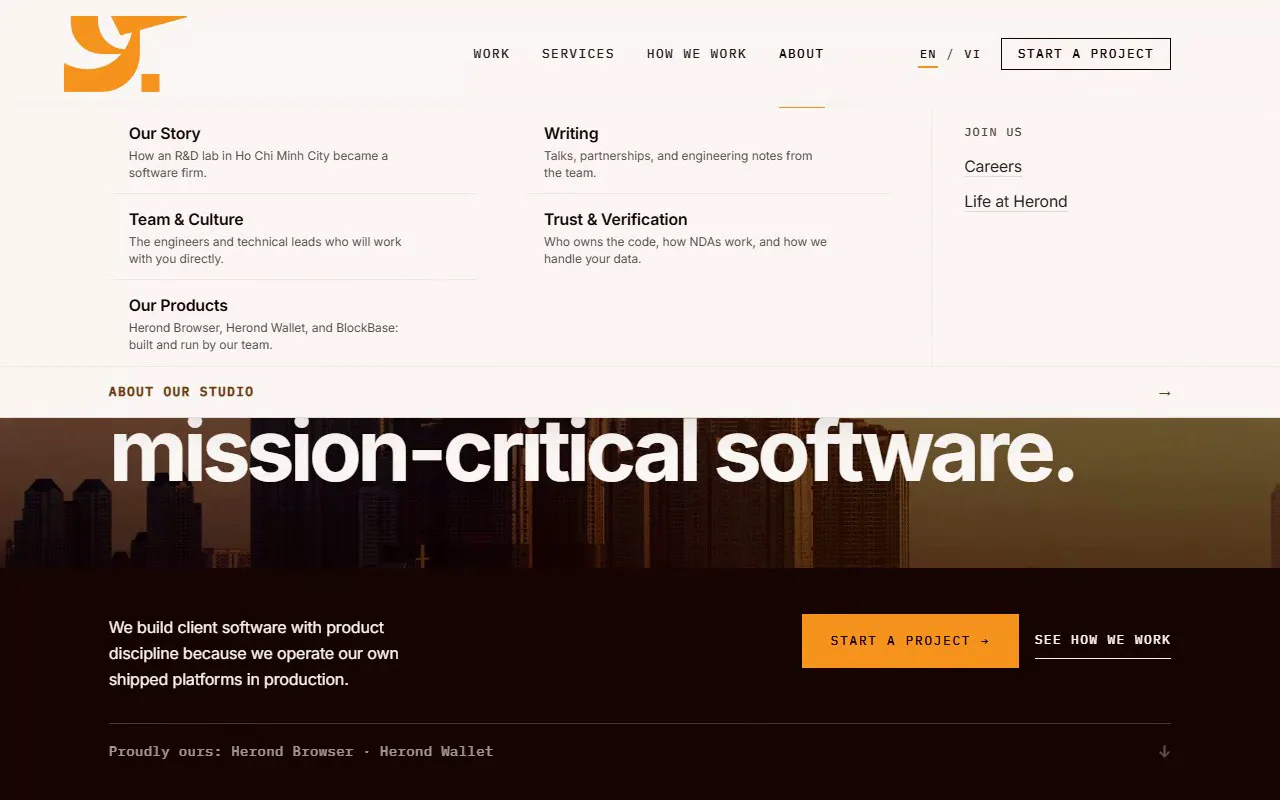 WORK
SERVICES
HOW WE WORK
ABOUT
EN / VI
START A PROJECT
Our Story
How an R&D lab in Ho Chi Minh City became a
software firm.
Team & Culture
The engineers and technical leads who will work
with you directly.
Our Products
Herond Browser, Herond Wallet, and BlockBase:
built and run by our team.
Writing
Talks, partnerships, and engineering notes from
the team.
Trust & Verification
Who owns the code, how NDAs work, and how we
handle your data.
JOIN US
Careers
Life at Herond
ABOUT OUR STUDIO →
mission-critical software.
We build client software with product
discipline because we operate our own
shipped platforms in production.
START A PROJECT →
SEE HOW WE WORK
Proudly ours: Herond Browser · Herond Wallet ↓